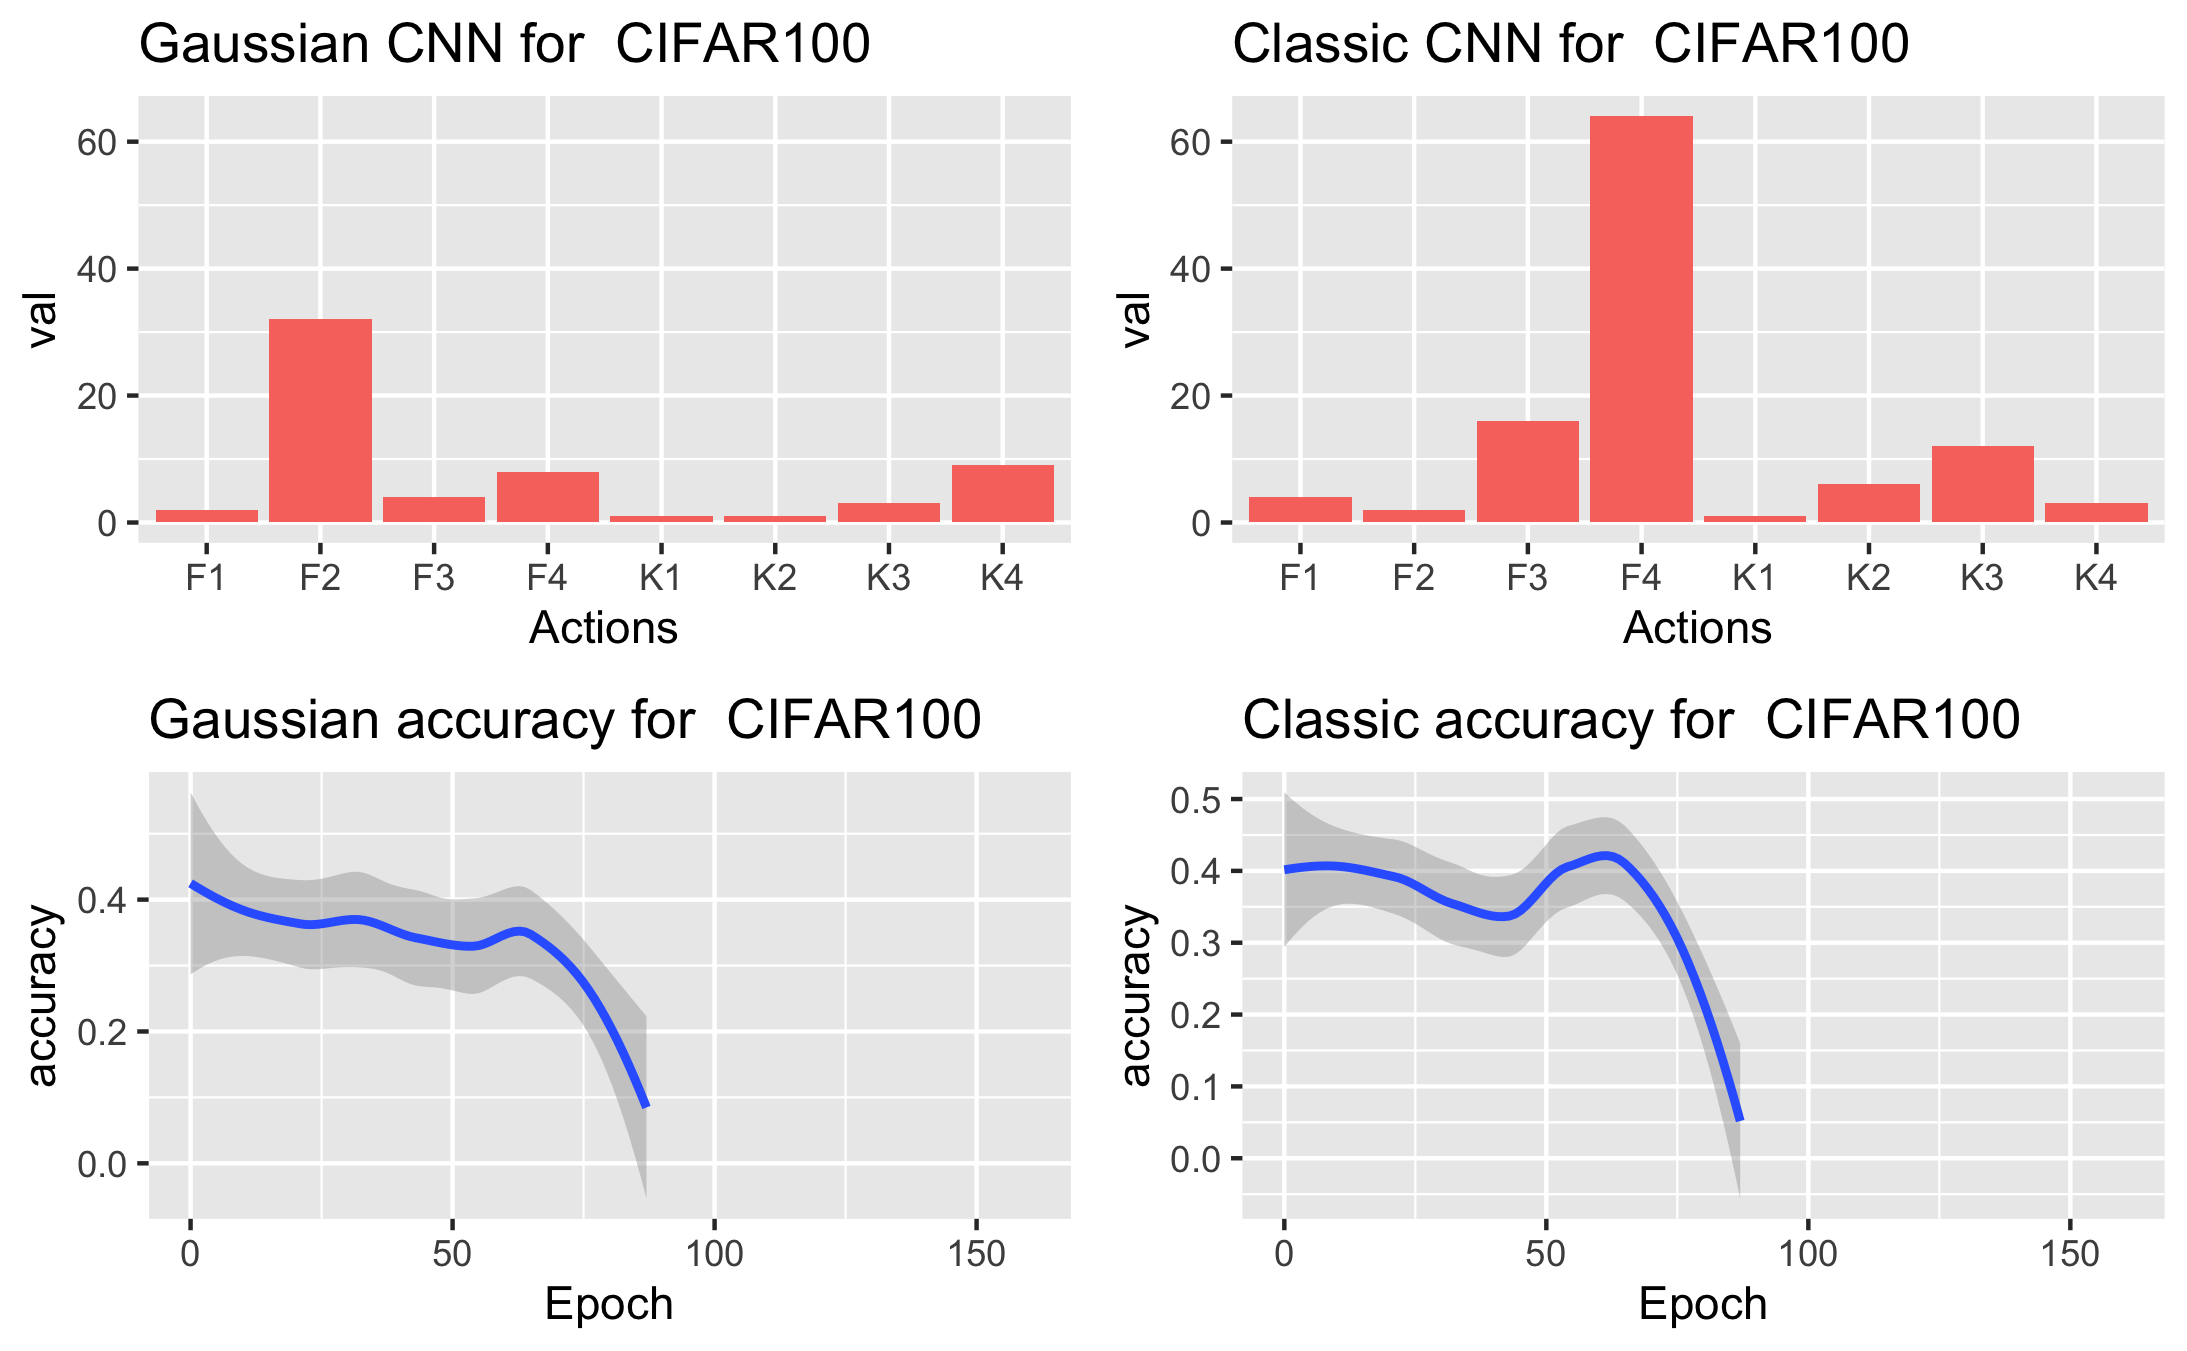 Gaussian CNN for  CIFAR100
60
40
20
0
val
F1 F2 F3 F4 K1 K2 K3 K4
Actions
Classic CNN for  CIFAR100
60
40
20
0
val
F1 F2 F3 F4 K1 K2 K3 K4
Actions
Gaussian accuracy for  CIFAR100
0.4
0.2
0.0
accuracy
0 50 100 150
Epoch
Classic accuracy for  CIFAR100
0.5
0.4
0.3
0.2
0.1
0.0
accuracy
0 50 100 150
Epoch